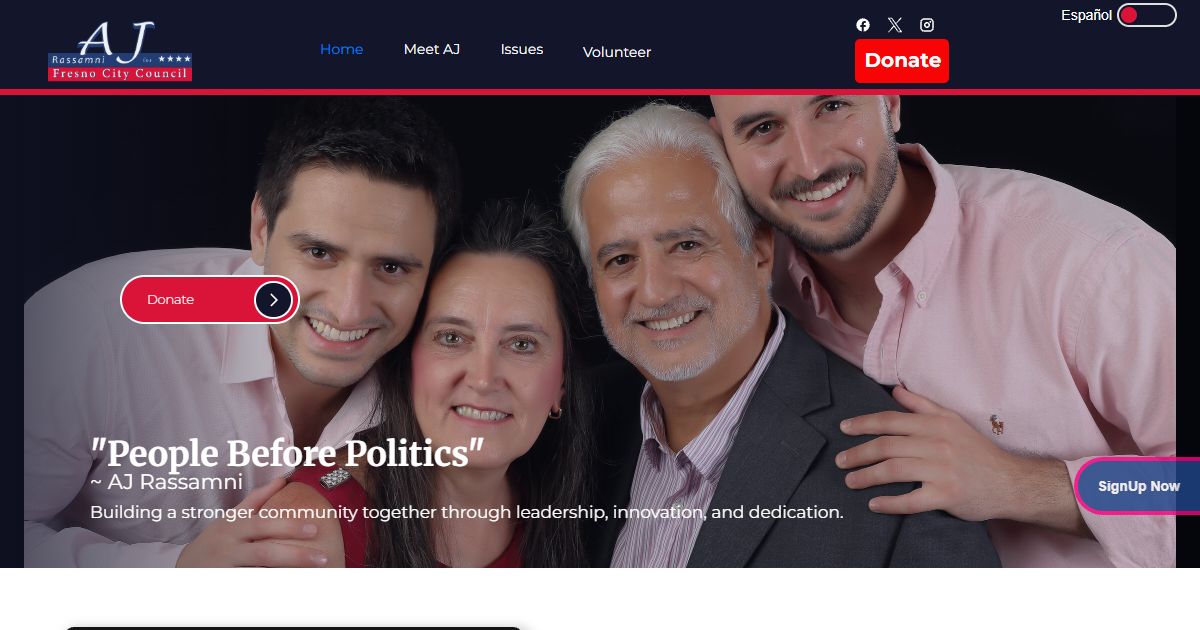 AJ
Rassamni for
Fresno City Council
Home
Meet AJ
Issues
Volunteer
Donate
Español
Donate
"People Before Politics"
~ AJ Rassamni
Building a stronger community together through leadership, innovation, and dedication.
SignUp Now